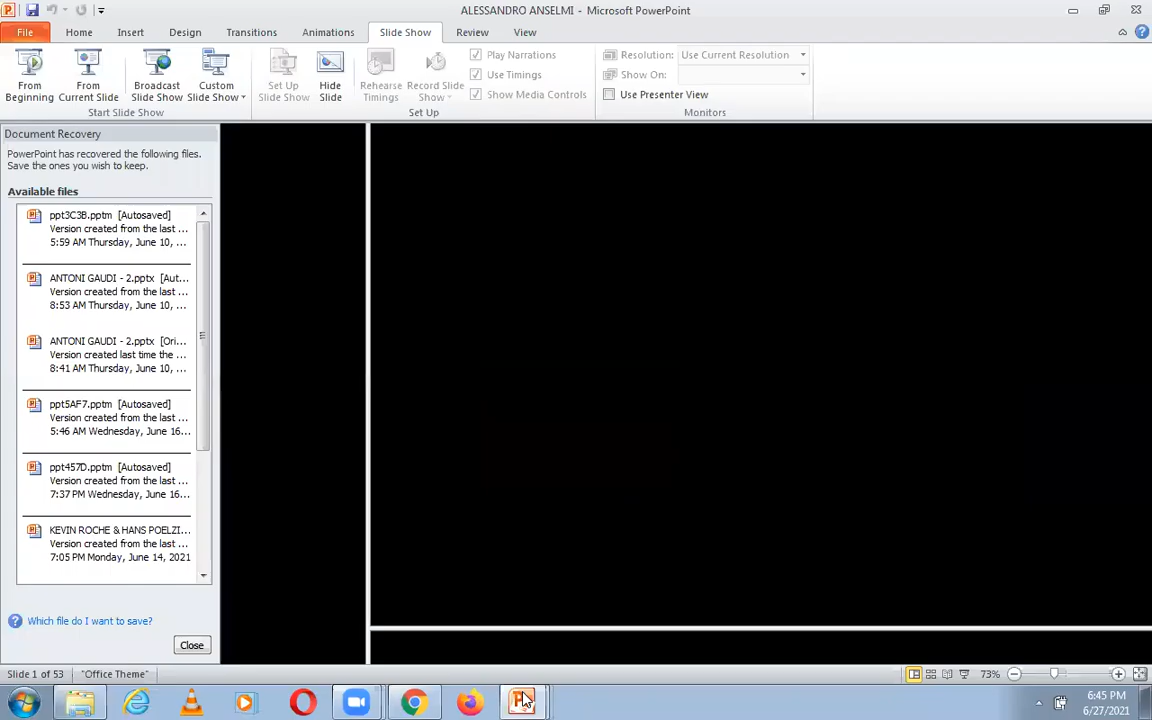 ALESSANDRO ANSELMI - Microsoft PowerPoint
File Home Insert Design Transitions Animations Slide Show Review View
From Beginning
From Current Slide
Broadcast Slide Show
Custom Slide Show
Start Slide Show
Set Up Slide Show
Hide Slide
Rehearse Timings
Record Slide Show
Play Narrations
Use Timings
Show Media Controls
Set Up
Resolution: Use Current Resolution
Show On:
Use Presenter View
Monitors
Document Recovery
PowerPoint has recovered the following files.
Save the ones you wish to keep.
Available files
ppt3C3B.pptm [Autosaved]
Version created from the last ...
5:59 AM Thursday, June 10, ...
ANTONI GAUDI - 2.pptx [Aut...
Version created from the last ...
8:53 AM Thursday, June 10, ...
ANTONI GAUDI - 2.pptx [Ori...
Version created last time the ...
8:41 AM Thursday, June 10, ...
ppt5AF7.pptm [Autosaved]
Version created from the last ...
5:46 AM Wednesday, June 16...
ppt457D.pptm [Autosaved]
Version created from the last ...
7:37 PM Wednesday, June 16...
KEVIN ROCHE & HANS POELZI...
Version created from the last ...
7:05 PM Monday, June 14, 2021
Which file do I want to save?
Close
Slide 1 of 53 "Office Theme" 73%
6:45 PM
6/27/2021